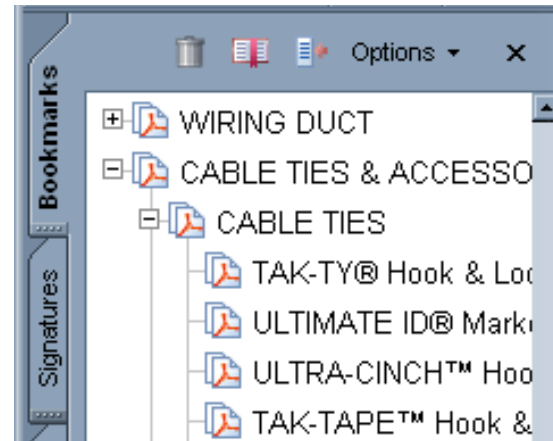 Options
Bookmarks
Signatures
WIRING DUCT
CABLE TIES & ACCESSO
CABLE TIES
TAK-TY® Hook & Loo
ULTIMATE ID® Mark
ULTRA-CINCH™ Hoo
TAK-TAPE™ Hook &